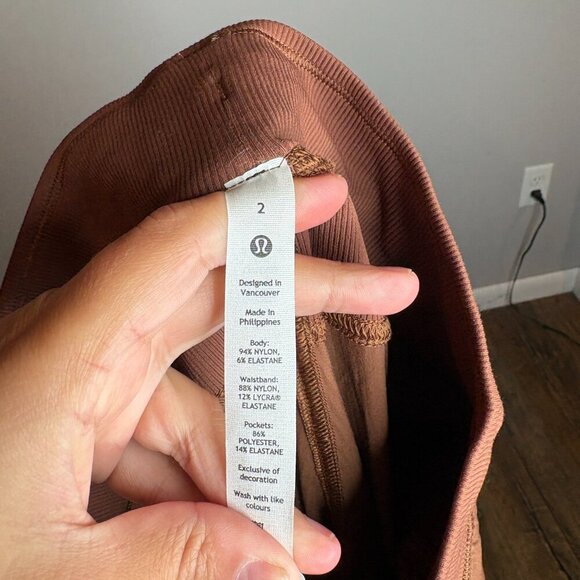 2
Designed in
Vancouver
Made in
Philippines
Body:
94% NYLON,
6% ELASTANE
Waistband:
88% NYLON,
12% LYCRA®
ELASTANE
Pockets:
86%
POLYESTER,
14% ELASTANE
Exclusive of
decoration
Wash with like
colours